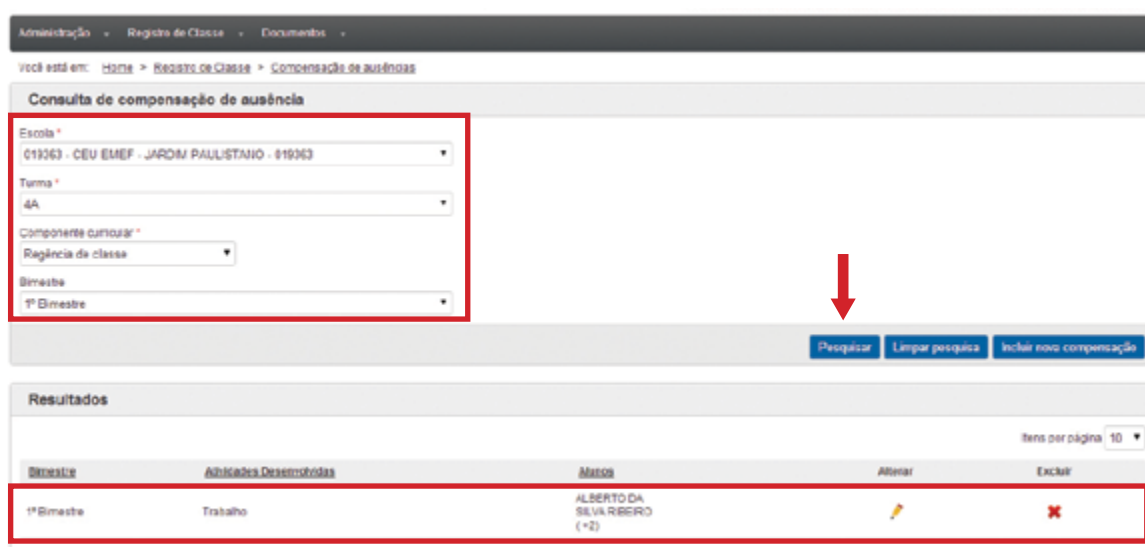 Administração Registro de Classe Documentos
Você está em: Home > Registro de Classe > Compensação de ausências
Consulta de compensação de ausência
Escola *
019363 - CEU EMEF - JARDIM PAULISTANO - 019363
Turma *
4A
Componente curricular *
Regência de classe
Bimestre
1º Bimestre
Pesquisar Limpar pesquisa Incluir nova compensação
Resultados
Itens por página 10
Bimestre Atividades Desenvolvidas Alunos Alterar Excluir
1º Bimestre Trabalho ALBERTO DA
SILVA RIBEIRO
(+2)